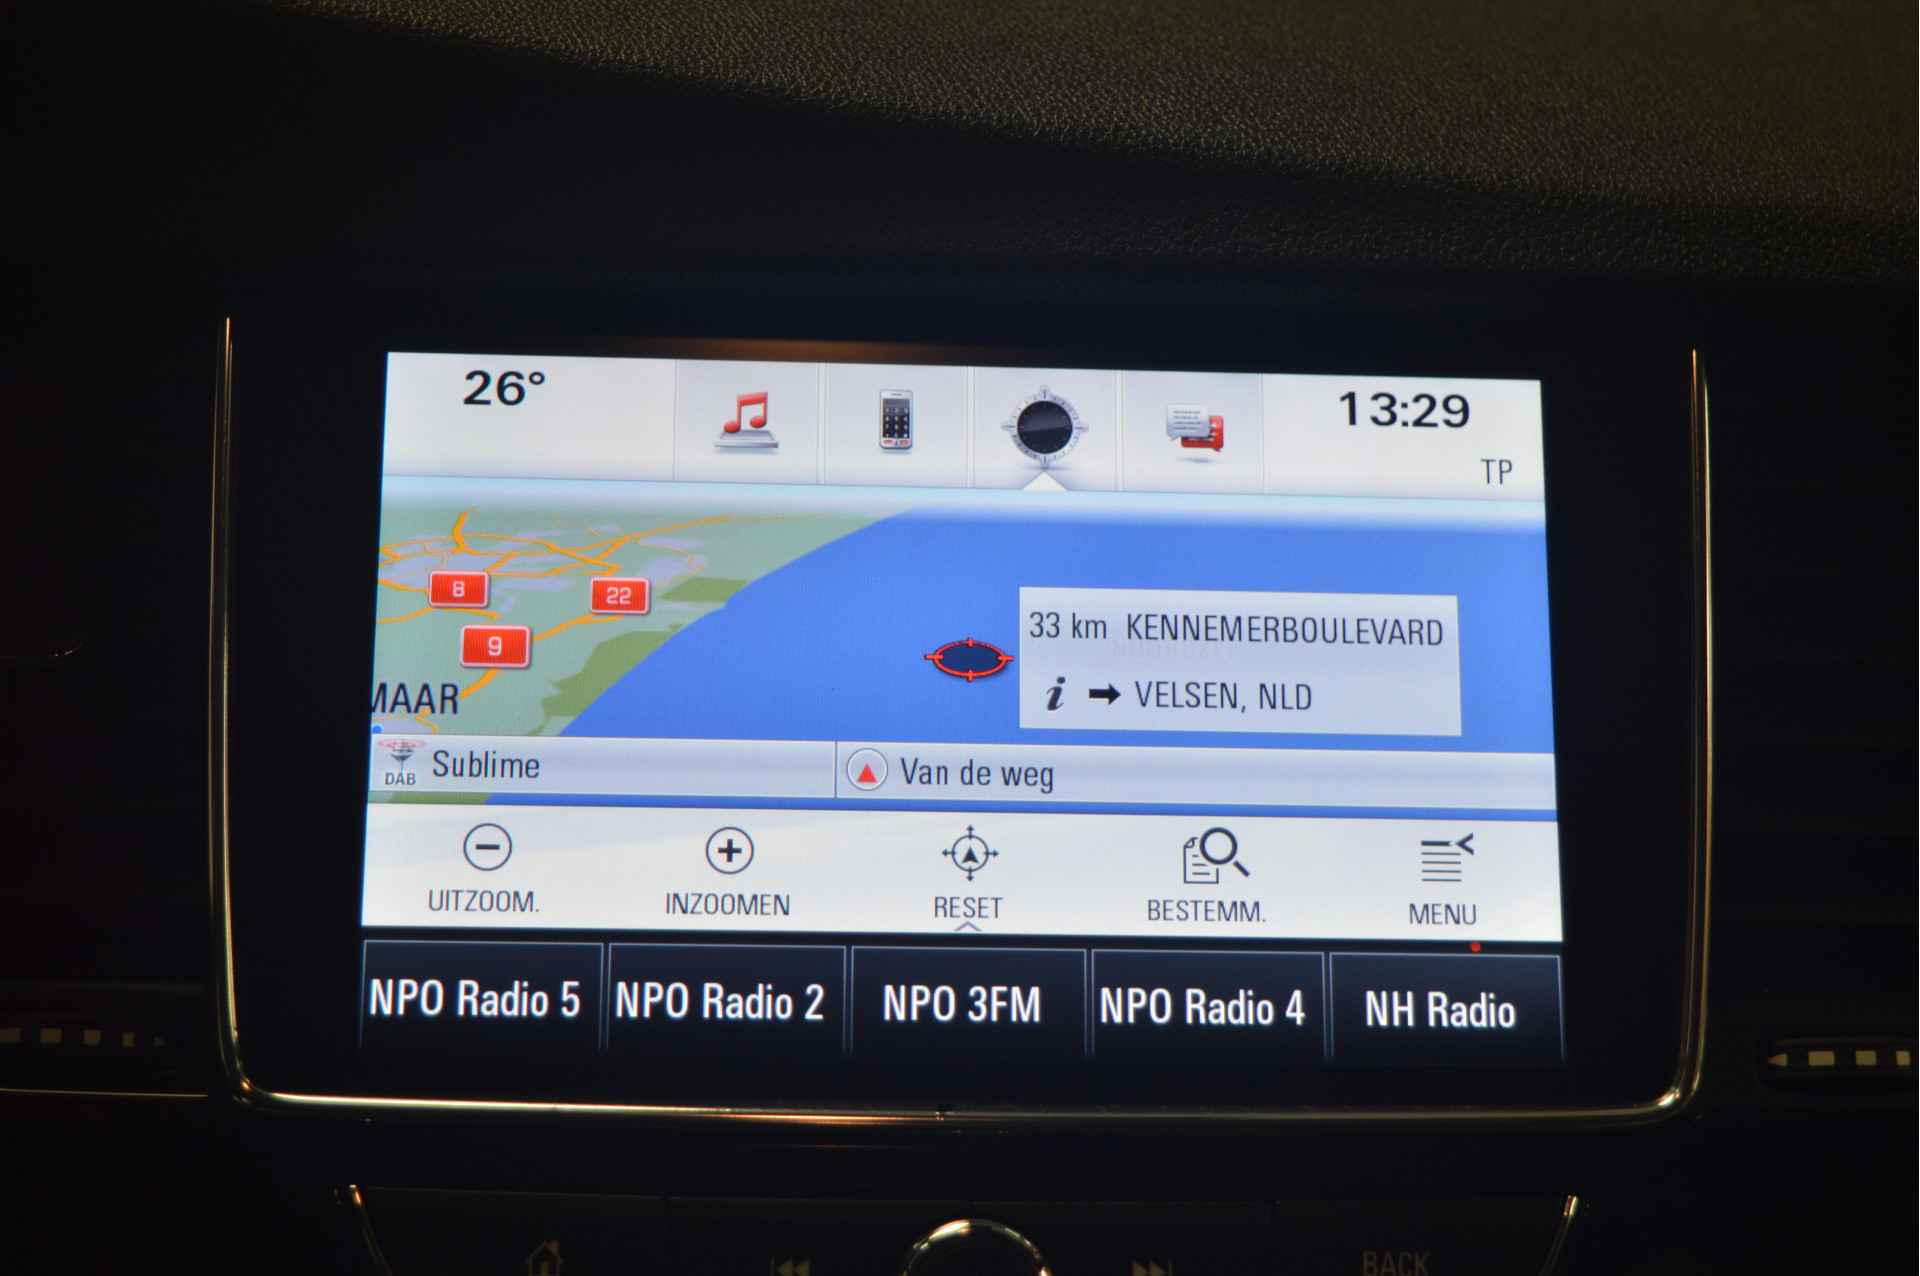 26°
13:29
TP
8
22
9
MAAR
33 km KENNEMERBOULEVARD
i VELSEN, NLD
DAB Sublime
Van de weg
UITZOOM.
INZOOMEN
RESET
BESTEMM.
MENU
NPO Radio 5
NPO Radio 2
NPO 3FM
NPO Radio 4
NH Radio
BACK